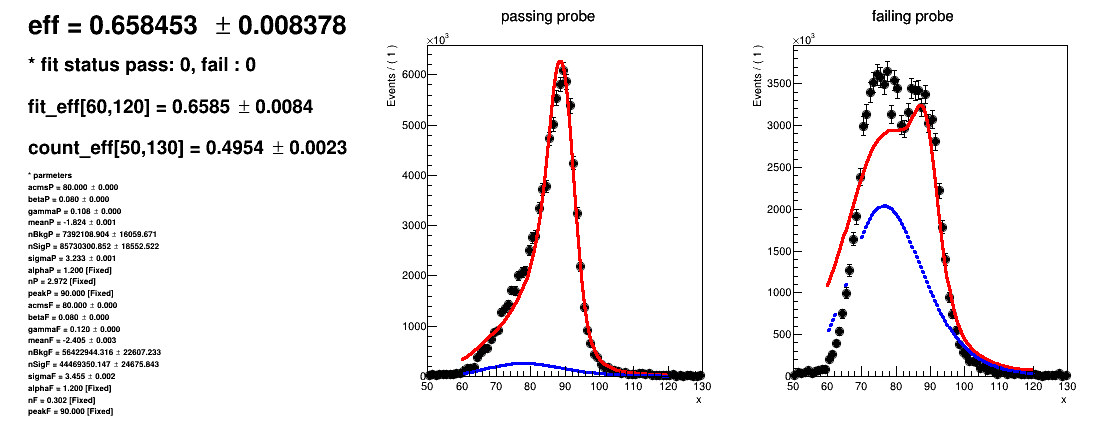 eff = 0.658453 ± 0.008378
* fit status pass: 0, fail : 0
fit_eff[60,120] = 0.6585 ± 0.0084
count_eff[50,130] = 0.4954 ± 0.0023
* parmeters
acmsP = 80.000 ± 0.000
betaP = 0.080 ± 0.000
gammaP = 0.108 ± 0.000
meanP = -1.824 ± 0.001
nBkgP = 7392108.904 ± 16059.671
nSigP = 85730300.852 ± 18552.522
sigmaP = 3.233 ± 0.001
alphaP = 1.200 [Fixed]
nP = 2.972 [Fixed]
peakP = 90.000 [Fixed]
acmsF = 80.000 ± 0.000
betaF = 0.080 ± 0.000
gammaF = 0.120 ± 0.000
meanF = -2.405 ± 0.003
nBkgF = 56422944.316 ± 22607.233
nSigF = 44469350.147 ± 24675.843
sigmaF = 3.455 ± 0.002
alphaF = 1.200 [Fixed]
nF = 0.302 [Fixed]
peakF = 90.000 [Fixed]
passing probe
×10³
Events / ( 1 )
6000
5000
4000
3000
2000
1000
0
50 60 70 80 90 100 110 120 130
x
failing probe
×10³
Events / ( 1 )
3500
3000
2500
2000
1500
1000
500
0
50 60 70 80 90 100 110 120 130
x